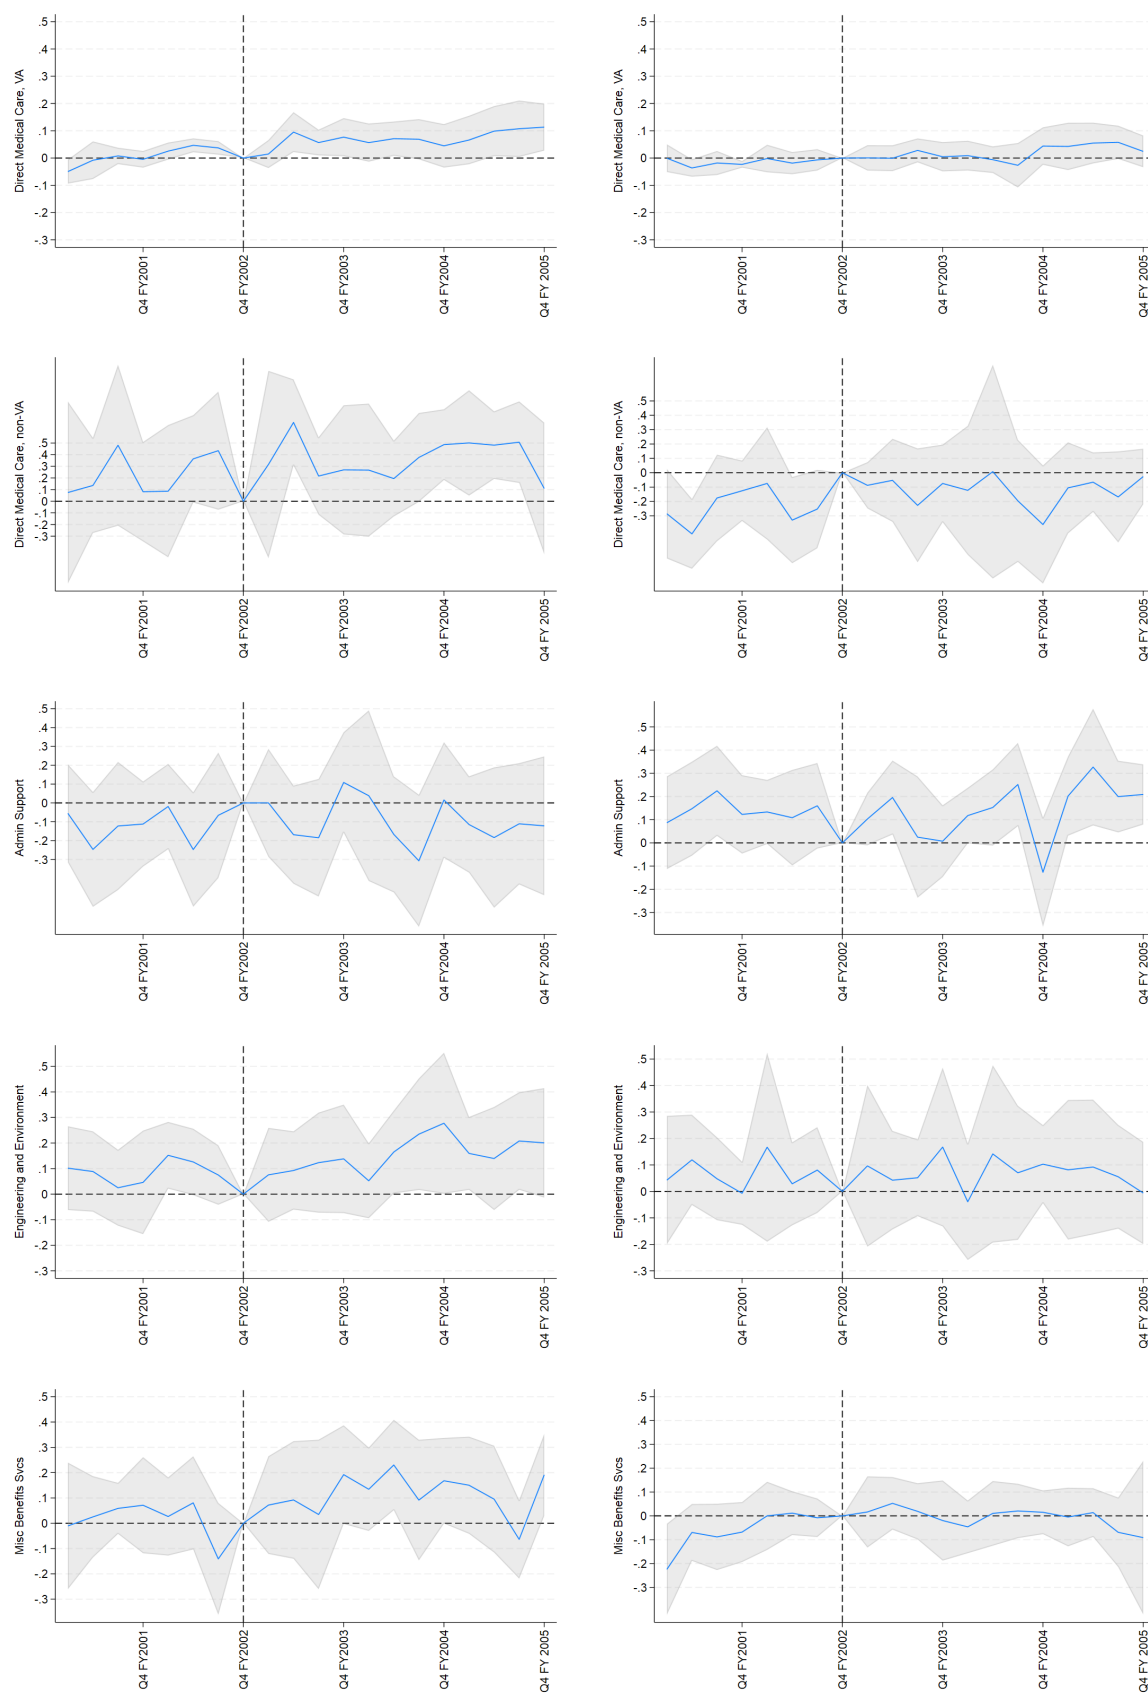 Direct Medical Care, VA
.5
.4
.3
.2
.1
0
-.1
-.2
-.3
Q4 FY2001
Q4 FY2002
Q4 FY2003
Q4 FY2004
Q4 FY 2005
Direct Medical Care, VA
.5
.4
.3
.2
.1
0
-.1
-.2
-.3
Q4 FY2001
Q4 FY2002
Q4 FY2003
Q4 FY2004
Q4 FY 2005
Direct Medical Care, non-VA
.5
.4
.3
.2
.1
0
-.1
-.2
-.3
Q4 FY2001
Q4 FY2002
Q4 FY2003
Q4 FY2004
Q4 FY 2005
Direct Medical Care, non-VA
.5
.4
.3
.2
.1
0
-.1
-.2
-.3
Q4 FY2001
Q4 FY2002
Q4 FY2003
Q4 FY2004
Q4 FY 2005
Admin Support
.5
.4
.3
.2
.1
0
-.1
-.2
-.3
Q4 FY2001
Q4 FY2002
Q4 FY2003
Q4 FY2004
Q4 FY 2005
Admin Support
.5
.4
.3
.2
.1
0
-.1
-.2
-.3
Q4 FY2001
Q4 FY2002
Q4 FY2003
Q4 FY2004
Q4 FY 2005
Engineering and Environment
.5
.4
.3
.2
.1
0
-.1
-.2
-.3
Q4 FY2001
Q4 FY2002
Q4 FY2003
Q4 FY2004
Q4 FY 2005
Engineering and Environment
.5
.4
.3
.2
.1
0
-.1
-.2
-.3
Q4 FY2001
Q4 FY2002
Q4 FY2003
Q4 FY2004
Q4 FY 2005
Misc Benefits Svcs
.5
.4
.3
.2
.1
0
-.1
-.2
-.3
Q4 FY2001
Q4 FY2002
Q4 FY2003
Q4 FY2004
Q4 FY 2005
Misc Benefits Svcs
.5
.4
.3
.2
.1
0
-.1
-.2
-.3
Q4 FY2001
Q4 FY2002
Q4 FY2003
Q4 FY2004
Q4 FY 2005